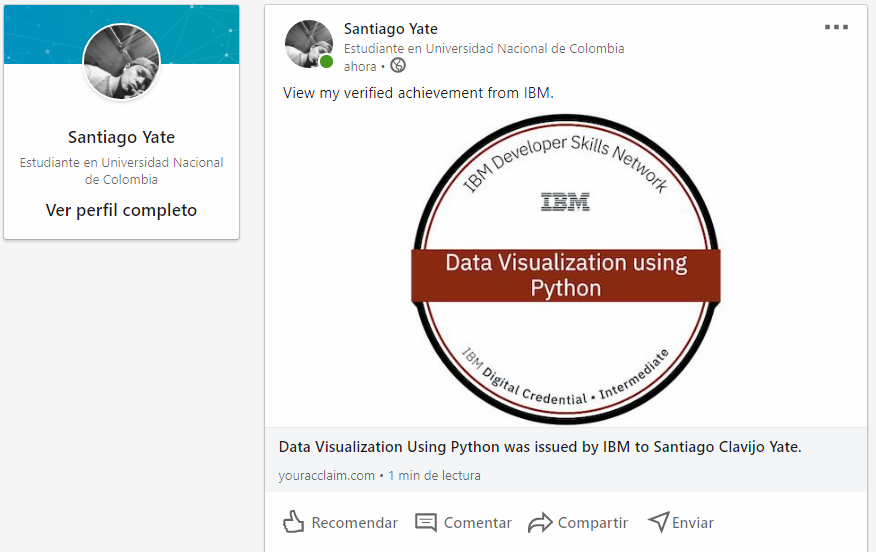 Santiago Yate
Estudiante en Universidad Nacional
de Colombia
Ver perfil completo
Santiago Yate
Estudiante en Universidad Nacional de Colombia
ahora •
View my verified achievement from IBM.
IBM Developer Skills Network
IBM
Data Visualization using
Python
IBM Digital Credential • Intermediate
Data Visualization Using Python was issued by IBM to Santiago Clavijo Yate.
youracclaim.com • 1 min de lectura
Recomendar Comentar Compartir Enviar